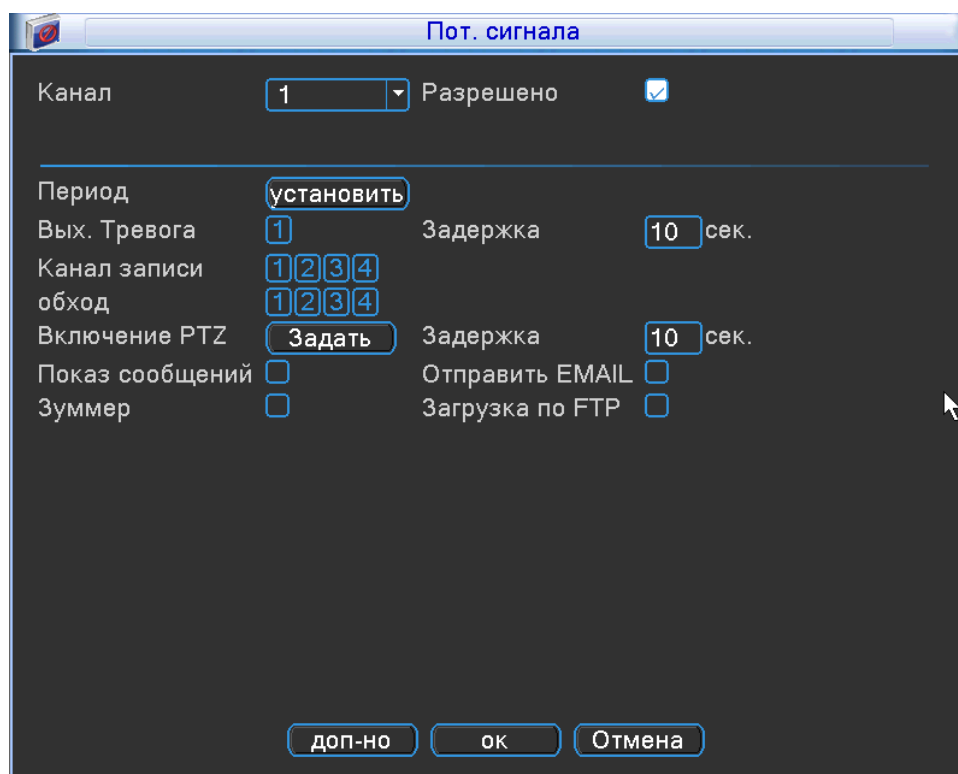 Пот. сигнала
Канал 1 Разрешено
Период установить
Вых. Тревога 1 Задержка 10 сек.
Канал записи 1 2 3 4
обход 1 2 3 4
Включение PTZ Задать Задержка 10 сек.
Показ сообщений Отправить EMAIL
Зуммер Загрузка по FTP
доп-но ок Отмена